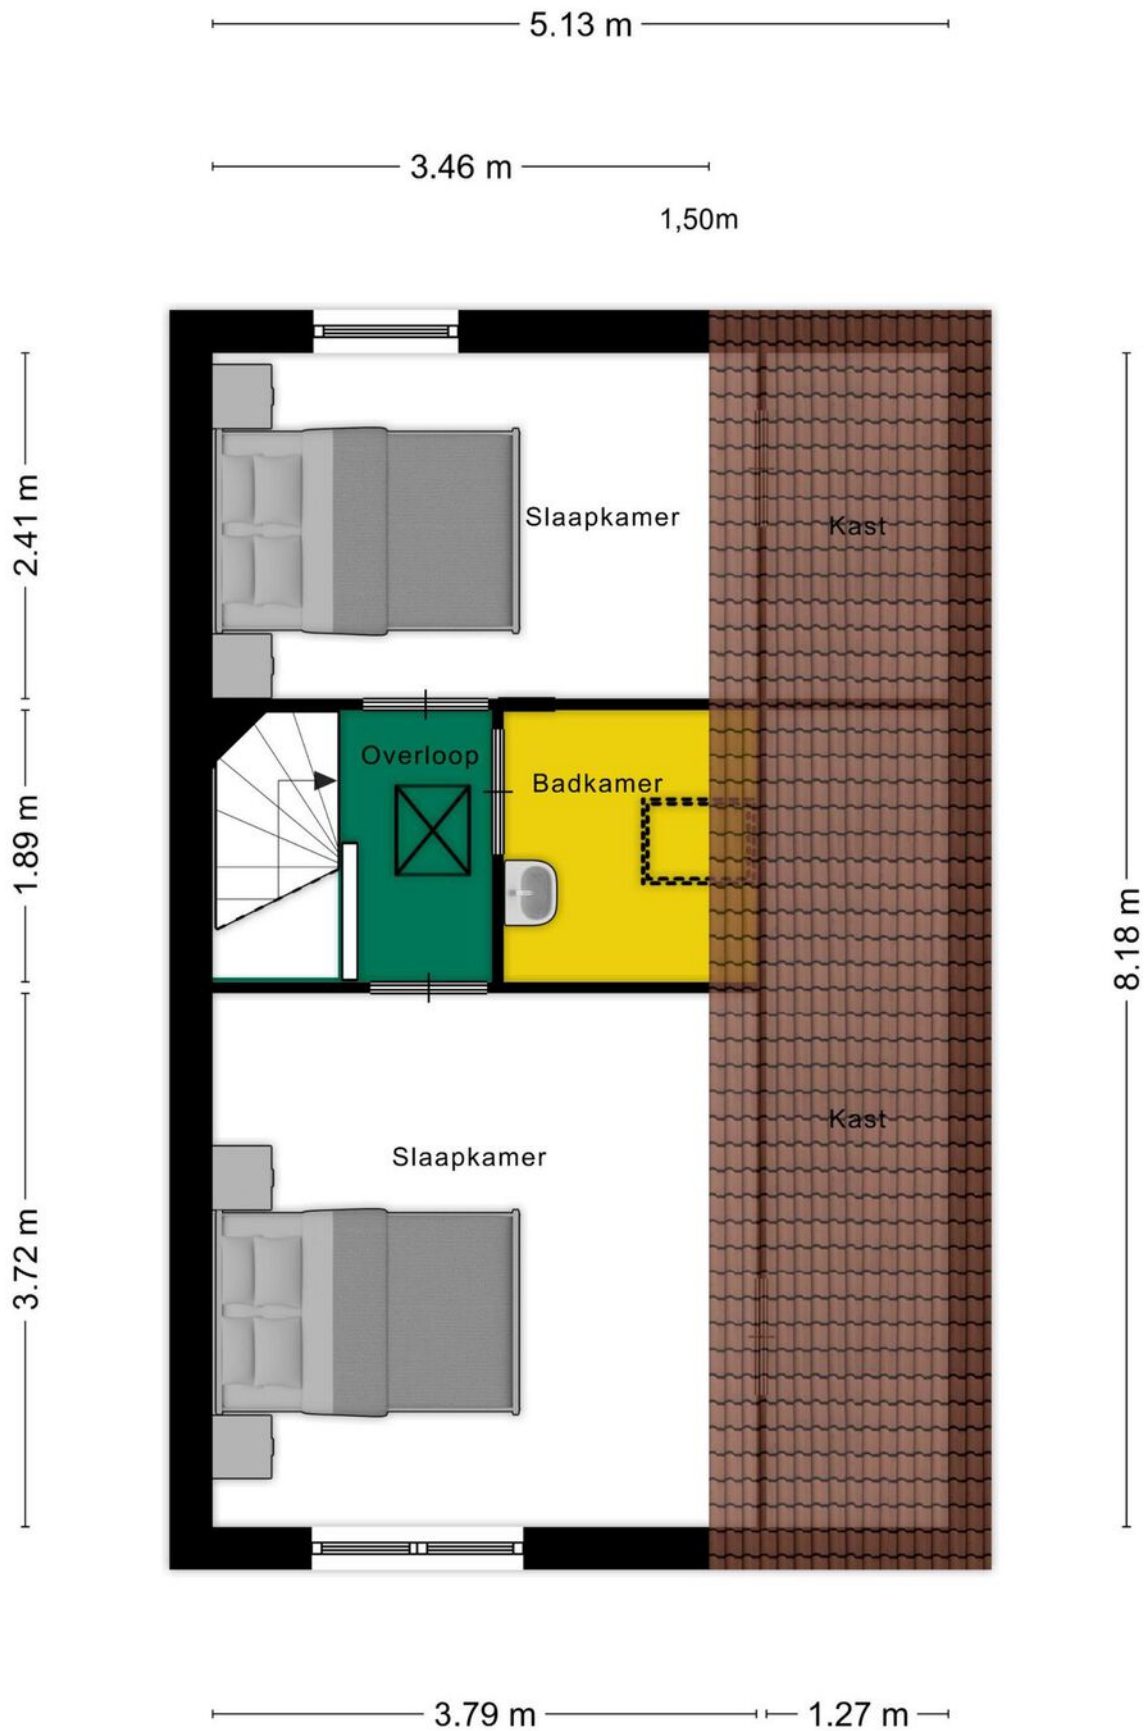 5.13 m
3.46 m
1,50m
2.41 m
Slaapkamer
Kast
Overloop
Badkamer
1.89 m
8.18 m
Kast
Slaapkamer
3.72 m
3.79 m
1.27 m